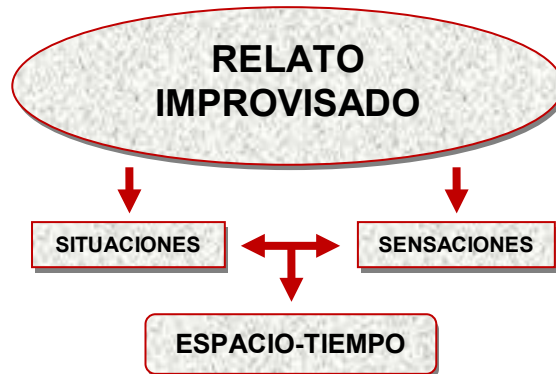 RELATO
IMPROVISADO
SITUACIONES
SENSACIONES
ESPACIO-TIEMPO